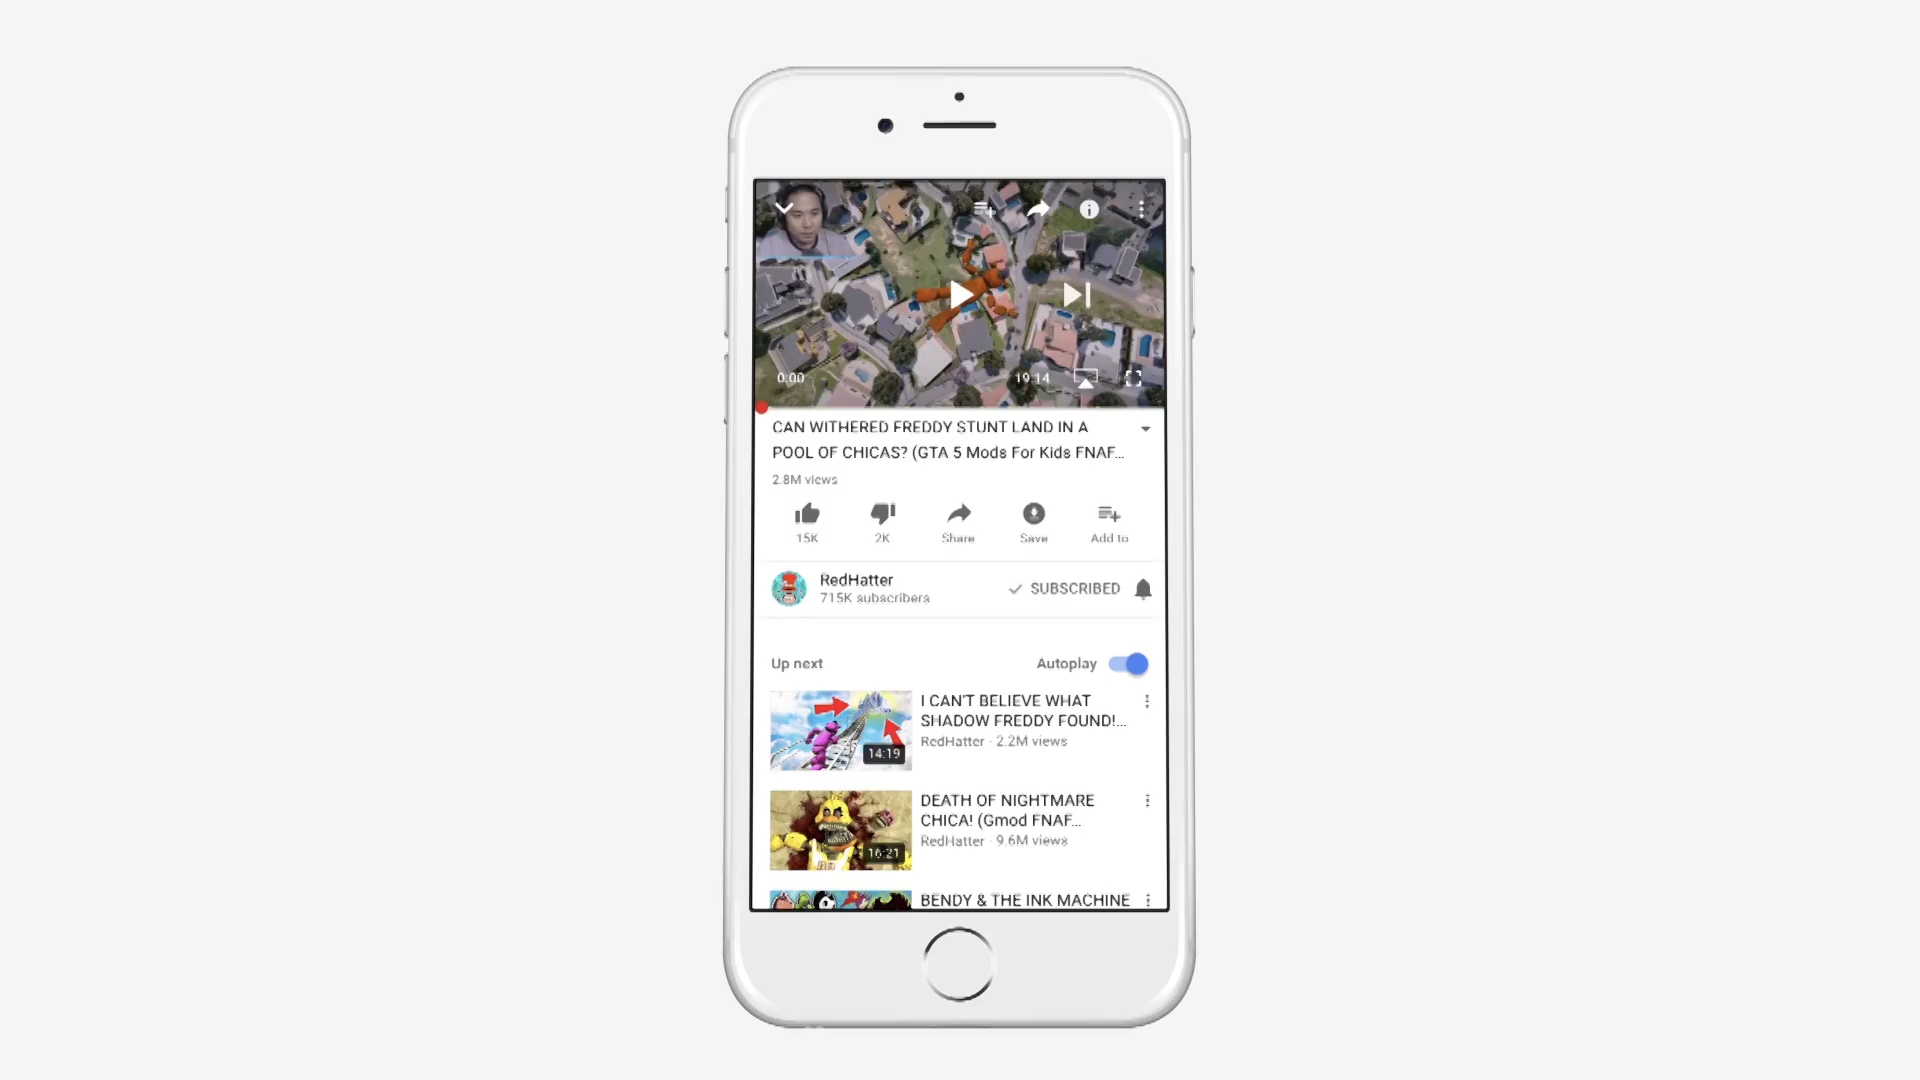 0:00
19:14
CAN WITHERED FREDDY STUNT LAND IN A
POOL OF CHICAS? (GTA 5 Mods For Kids FNAF...
2.8M views
15K
2K
Share
Save
Add to
RedHatter
715K subscribers
SUBSCRIBED
Up next
Autoplay
I CAN'T BELIEVE WHAT
SHADOW FREDDY FOUND!...
RedHatter · 2.2M views
14:19
DEATH OF NIGHTMARE
CHICA! (Gmod FNAF...
RedHatter · 9.6M views
16:21
BENDY & THE INK MACHINE